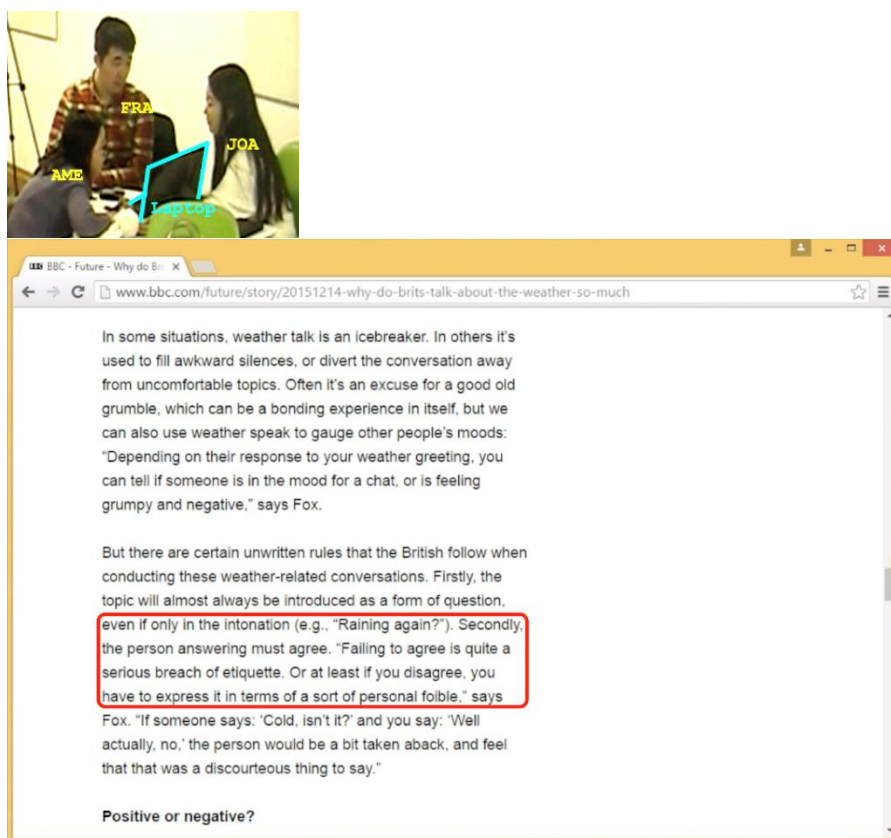 FRA
JOA
AME
Laptop
BBC - Future - Why do Br
www.bbc.com/future/story/20151214-why-do-brits-talk-about-the-weather-so-much
In some situations, weather talk is an icebreaker. In others it's
used to fill awkward silences, or divert the conversation away
from uncomfortable topics. Often it's an excuse for a good old
grumble, which can be a bonding experience in itself, but we
can also use weather speak to gauge other people's moods:
“Depending on their response to your weather greeting, you
can tell if someone is in the mood for a chat, or is feeling
grumpy and negative,” says Fox.
But there are certain unwritten rules that the British follow when
conducting these weather-related conversations. Firstly, the
topic will almost always be introduced as a form of question,
even if only in the intonation (e.g., “Raining again?”). Secondly,
the person answering must agree. “Failing to agree is quite a
serious breach of etiquette. Or at least if you disagree, you
have to express it in terms of a sort of personal foible,” says
Fox. “If someone says: ‘Cold, isn't it?’ and you say: ‘Well
actually, no,’ the person would be a bit taken aback, and feel
that that was a discourteous thing to say.”
Positive or negative?